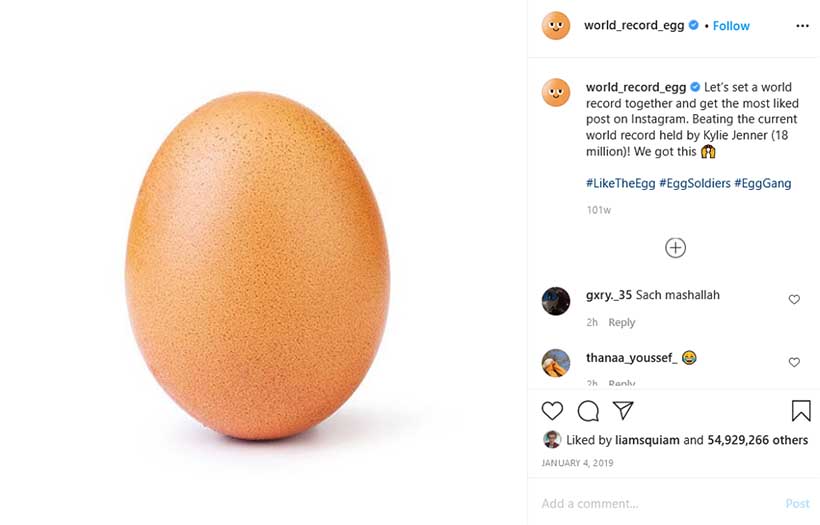 world_record_egg • Follow
world_record_egg Let's set a world
record together and get the most liked
post on Instagram. Beating the current
world record held by Kylie Jenner (18
million)! We got this 🙌
#LikeTheEgg #EggSoldiers #EggGang
101w
gxry._35 Sach mashallah
2h Reply
thanaa_youssef_ 😂
2h Reply
Liked by liamsquiam and 54,929,266 others
JANUARY 4, 2019
Add a comment... Post